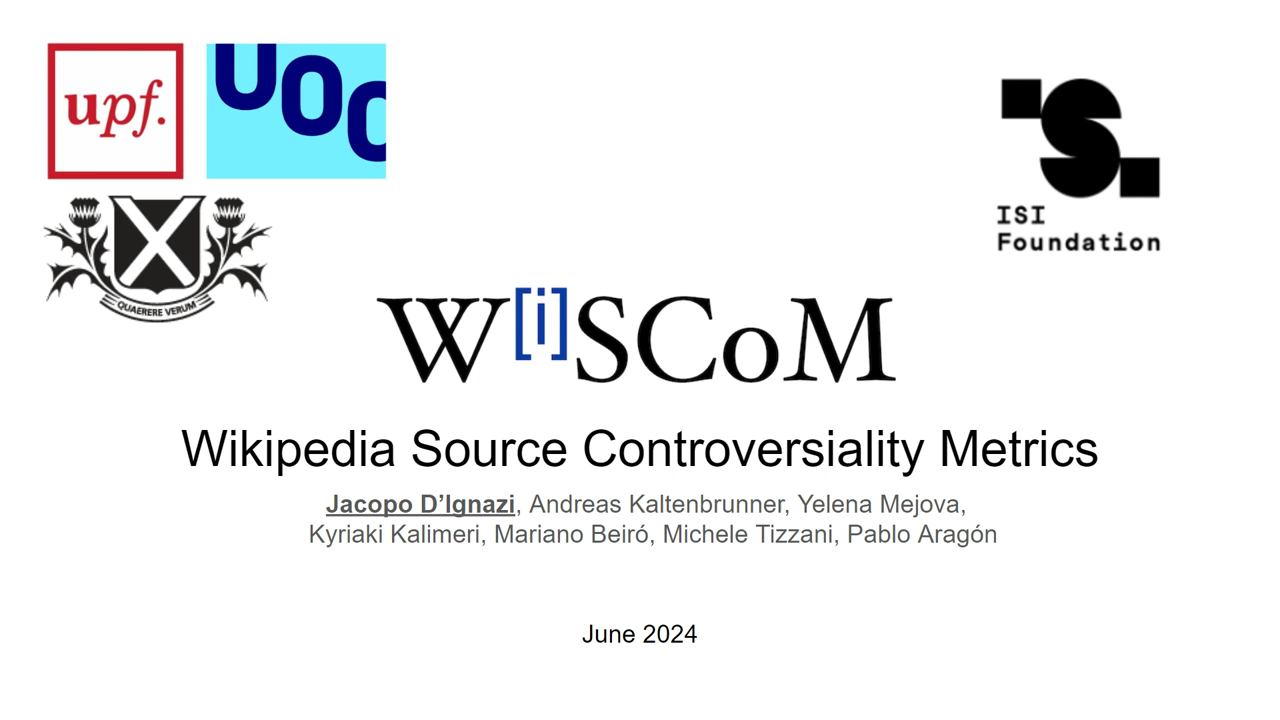 upf.
UOC
QUAERERE VERUM
ISI
Foundation
W[i]SCoM
Wikipedia Source Controversiality Metrics
Jacopo D’Ignazi, Andreas Kaltenbrunner, Yelena Mejova,
Kyriaki Kalimeri, Mariano Beiró, Michele Tizzani, Pablo Aragón
June 2024